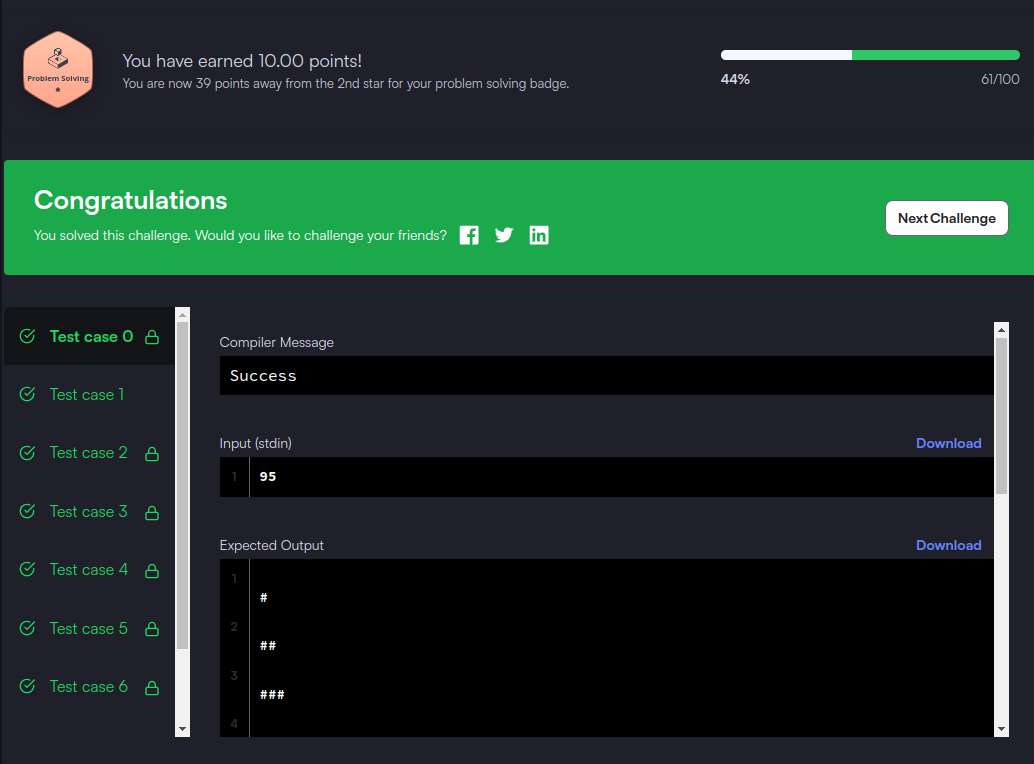 Problem Solving
You have earned 10.00 points!
You are now 39 points away from the 2nd star for your problem solving badge.
44%
61/100
Congratulations
You solved this challenge. Would you like to challenge your friends?
Next Challenge
Test case 0
Test case 1
Test case 2
Test case 3
Test case 4
Test case 5
Test case 6
Compiler Message
Success
Input (stdin)
Download
1 95
Expected Output
Download
1
#
2
##
3
###
4